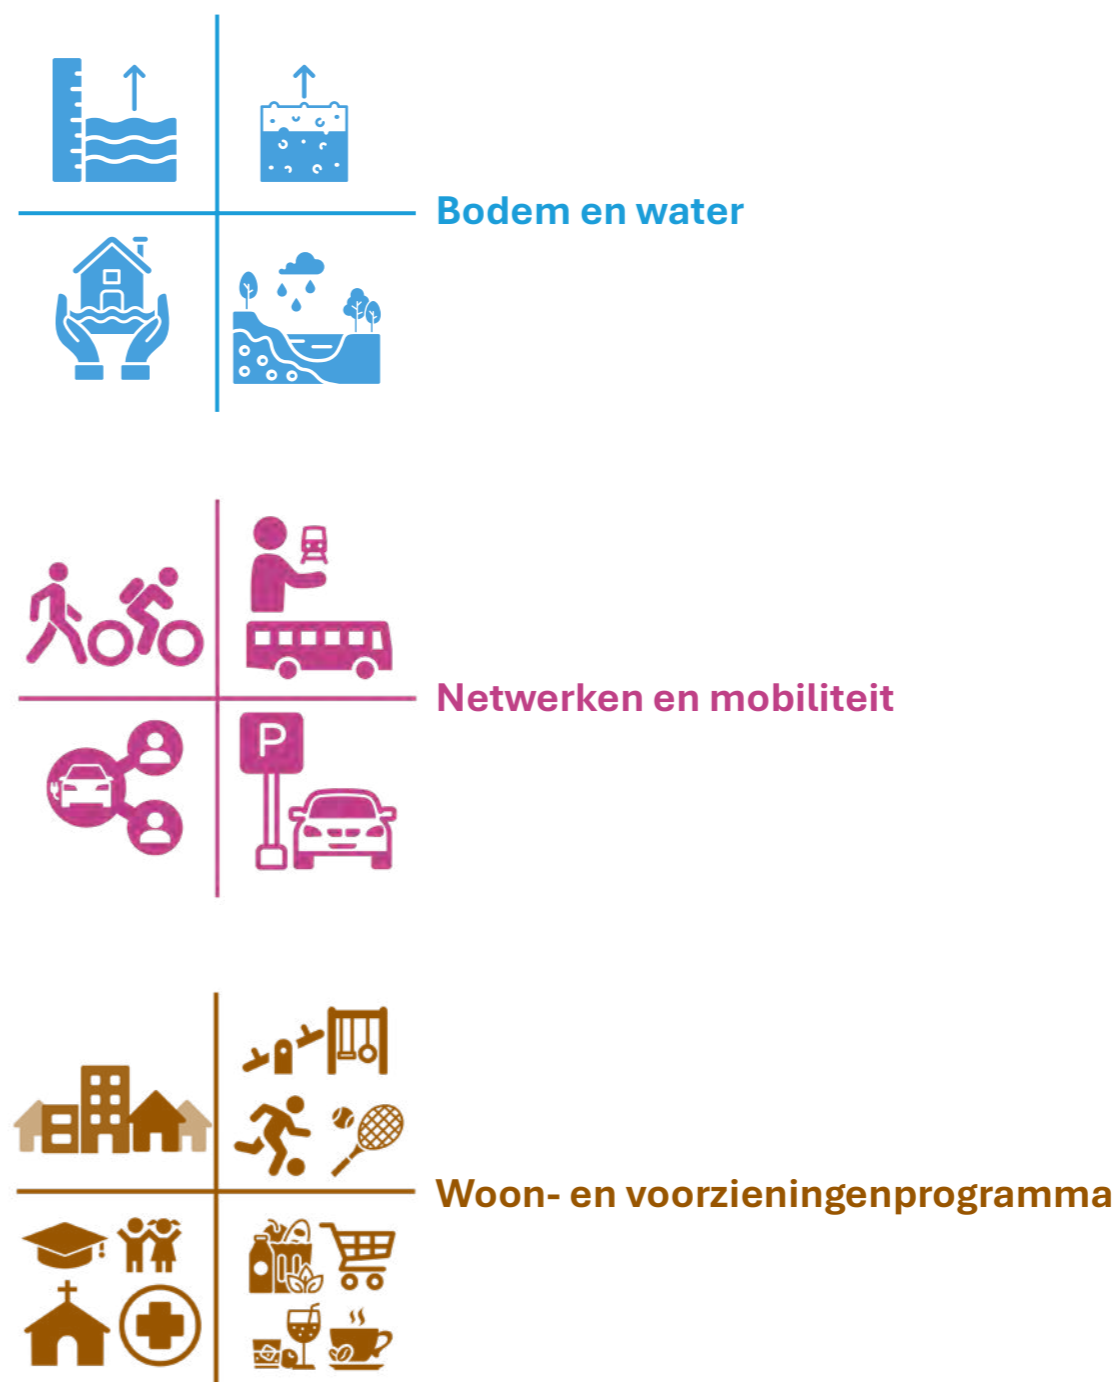 Bodem en water
Netwerken en mobiliteit
P
Woon- en voorzieningenprogramma